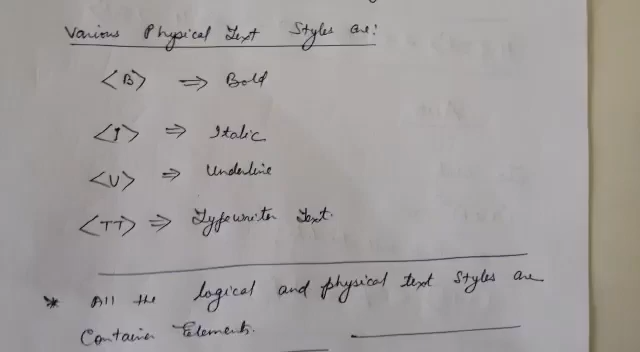 Various Physical Text Styles are:
<B> ⇒ Bold
<I> ⇒ Italic
<U> ⇒ Underline
<TT> ⇒ Typewriter Text.
* All the logical and physical text styles are
Container Elements.